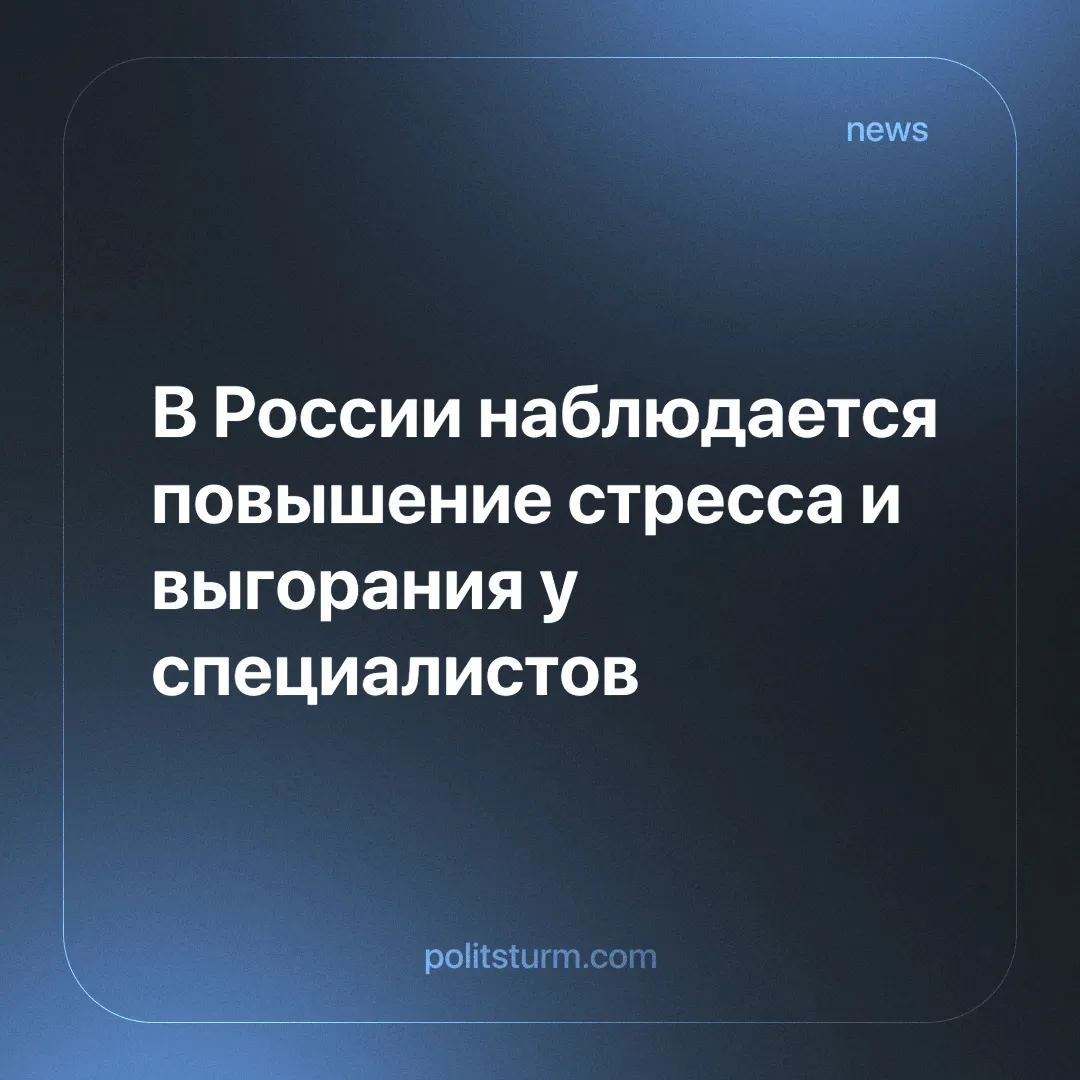 news
В России наблюдается
повышение стресса и
выгорания у
специалистов
politsturm.com